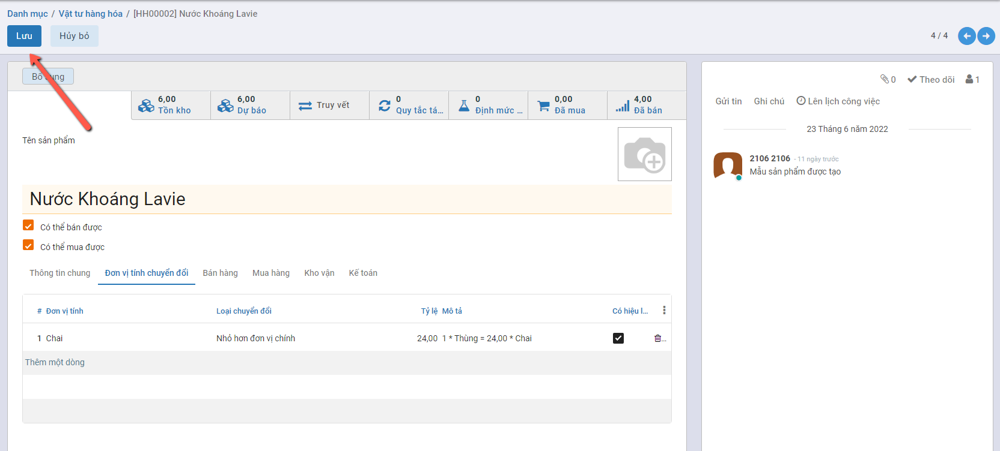 Danh mục / Vật tư hàng hóa / [HH00002] Nước Khoáng Lavie
Lưu Hủy bỏ
4 / 4
Bổ sung
6,00
Tồn kho
6,00
Dự báo
Truy vết
0
Quy tắc tá...
0
Định mức ...
0,00
Đã mua
4,00
Đã bán
Tên sản phẩm
Nước Khoáng Lavie
Có thể bán được
Có thể mua được
Thông tin chung Đơn vị tính chuyển đổi Bán hàng Mua hàng Kho vận Kế toán
# Đơn vị tính Loại chuyển đổi Tỷ lệ Mô tả Có hiệu l...
1 Chai Nhỏ hơn đơn vị chính 24,00 1 * Thùng = 24,00 * Chai ...
Thêm một dòng
0 Theo dõi 1
Gửi tin Ghi chú Lên lịch công việc
23 Tháng 6 năm 2022
2106 2106 - 11 ngày trước
Mẫu sản phẩm được tạo